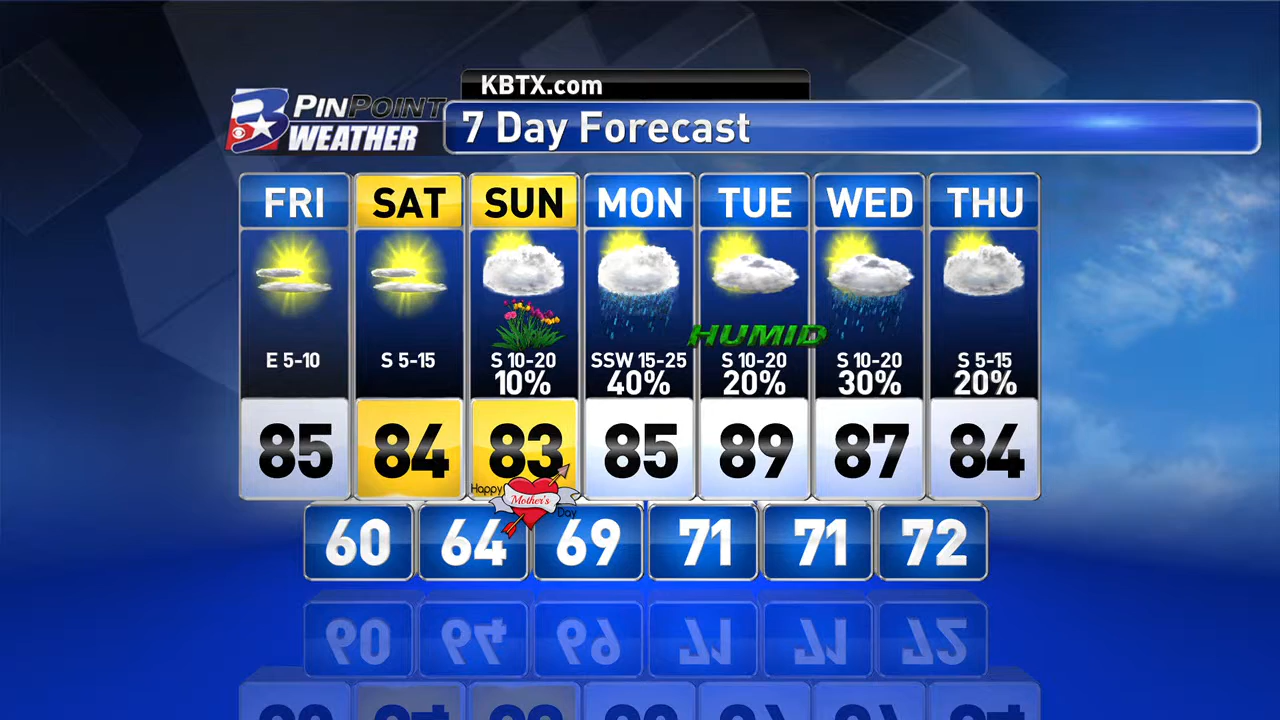 KBTX.com
3 PINPOINT
WEATHER
7 Day Forecast
FRI SAT SUN MON TUE WED THU
HUMID
E 5-10 S 5-15 S 10-20 SSW 15-25 S 10-20 S 10-20 S 5-15
10% 40% 20% 30% 20%
85 84 83 85 89 87 84
Happy Mother's Day
60 64 69 71 71 72